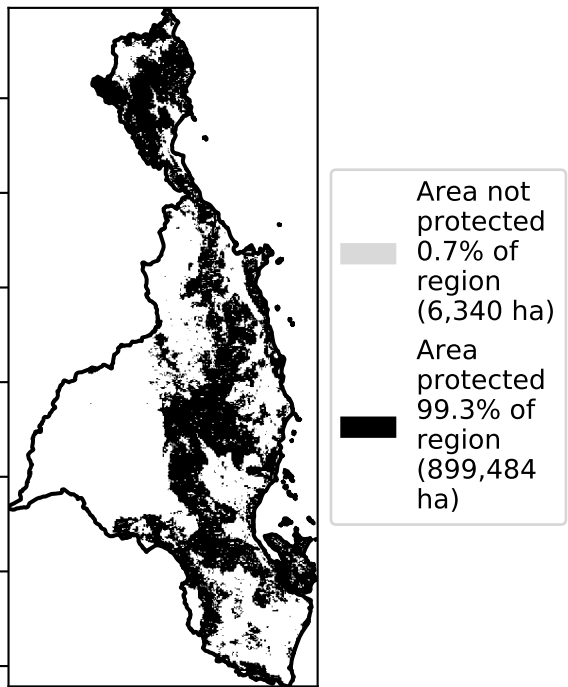 Area not
protected
0.7% of
region
(6,340 ha)
Area
protected
99.3% of
region
(899,484
ha)